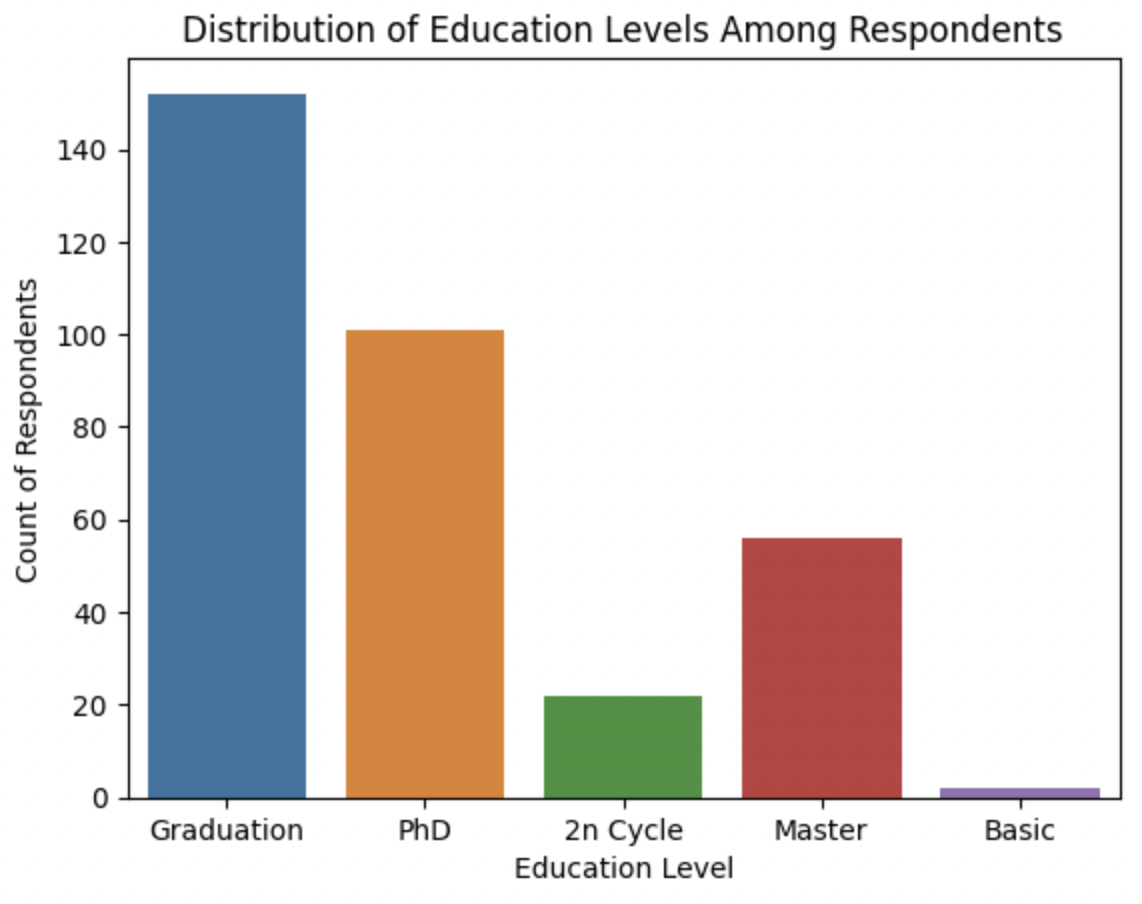 Distribution of Education Levels Among Respondents
140
120
100
80
60
40
20
0
Count of Respondents
Graduation PhD 2n Cycle Master Basic
Education Level